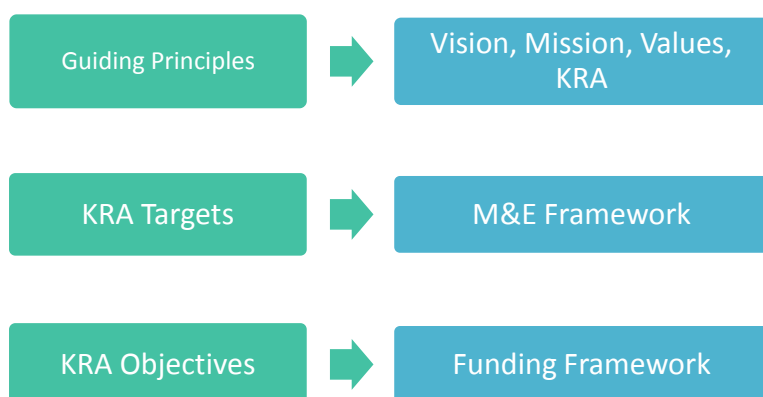 Guiding Principles
Vision, Mission, Values,
KRA
KRA Targets
M&E Framework
KRA Objectives
Funding Framework